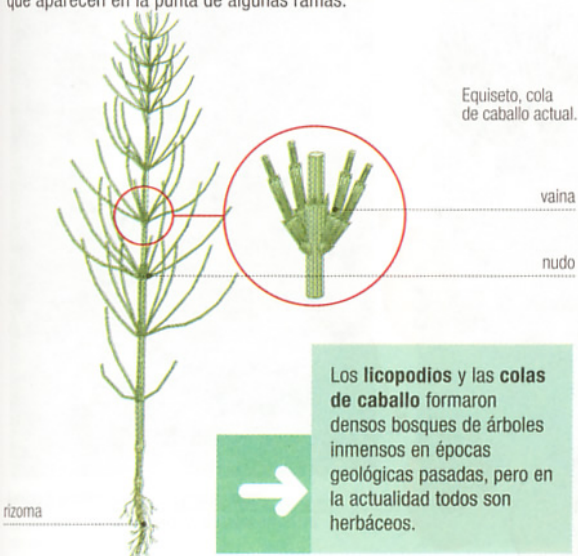 que aparecen en la punta de algunas ramas.
Equiseto, cola
de caballo actual.
vaina
nudo
Los licopodios y las colas
de caballo formaron
densos bosques de árboles
inmensos en épocas
geológicas pasadas, pero en
la actualidad todos son
herbáceos.
rizoma